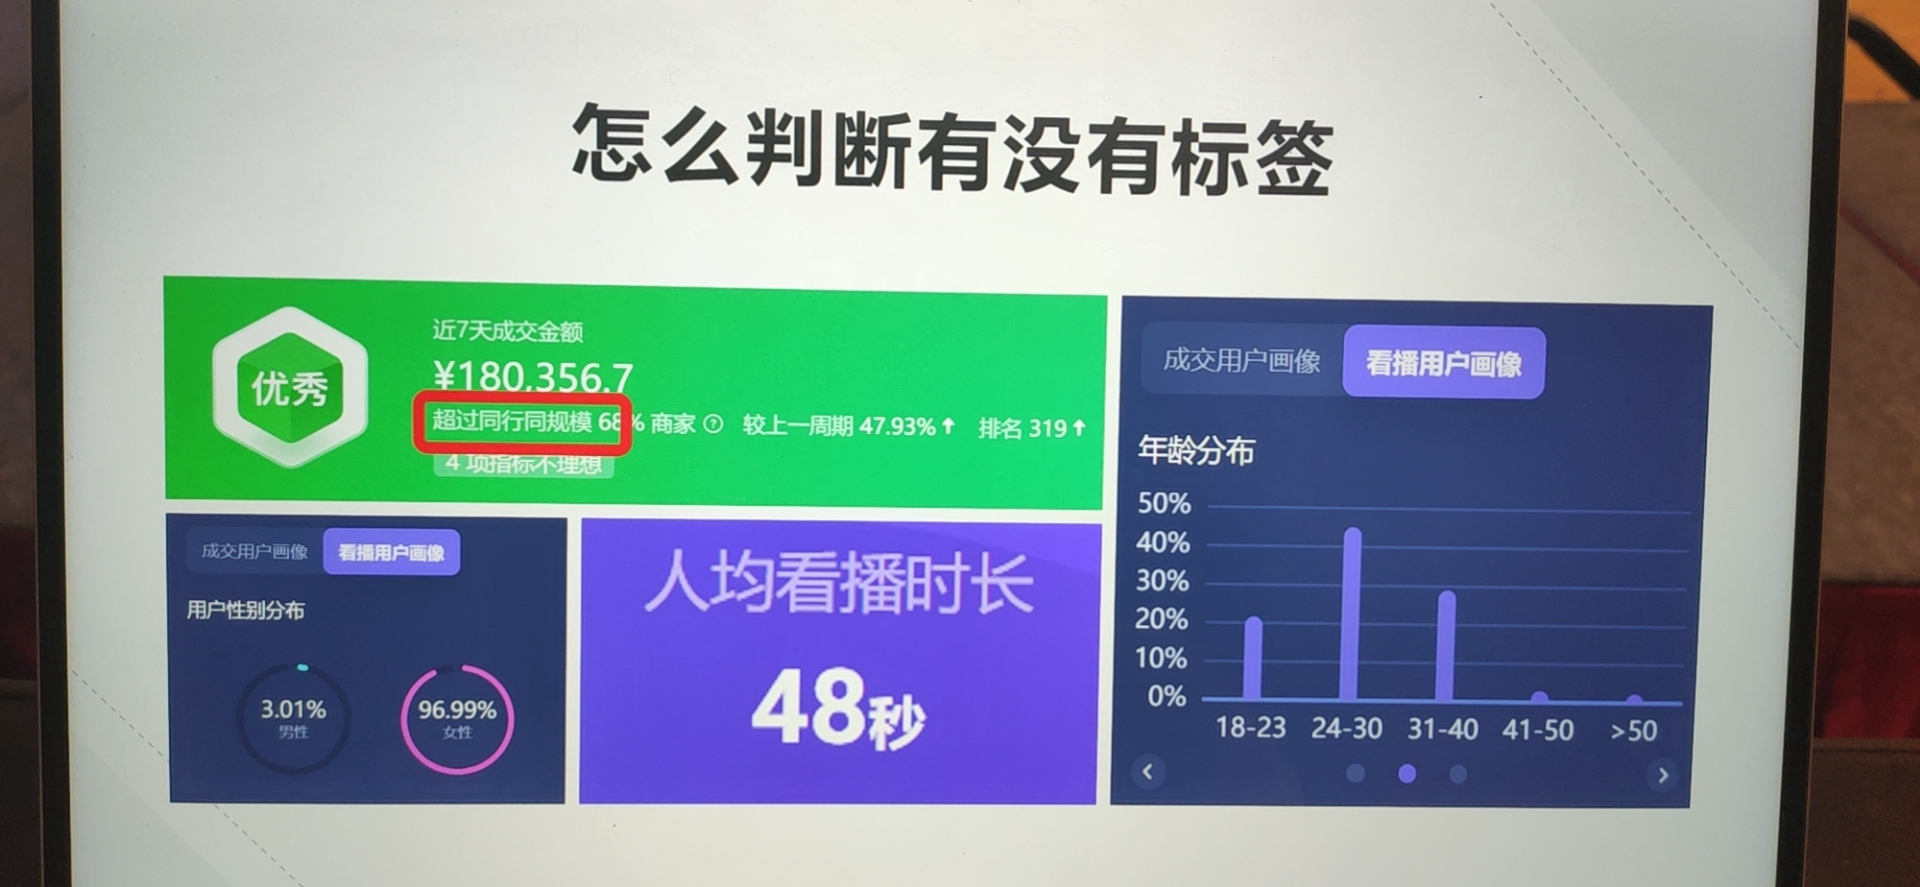 怎么判断有没有标签
优秀
近7天成交金额
¥180,356.7
超过同行同规模 68% 商家 ? 较上一周期 47.93% ↑ 排名 319 ↑
4 项指标不理想
成交用户画像 看播用户画像
用户性别分布
3.01%
男性
96.99%
女性
人均看播时长
48秒
成交用户画像 看播用户画像
年龄分布
50%
40%
30%
20%
10%
0%
18-23 24-30 31-40 41-50 >50